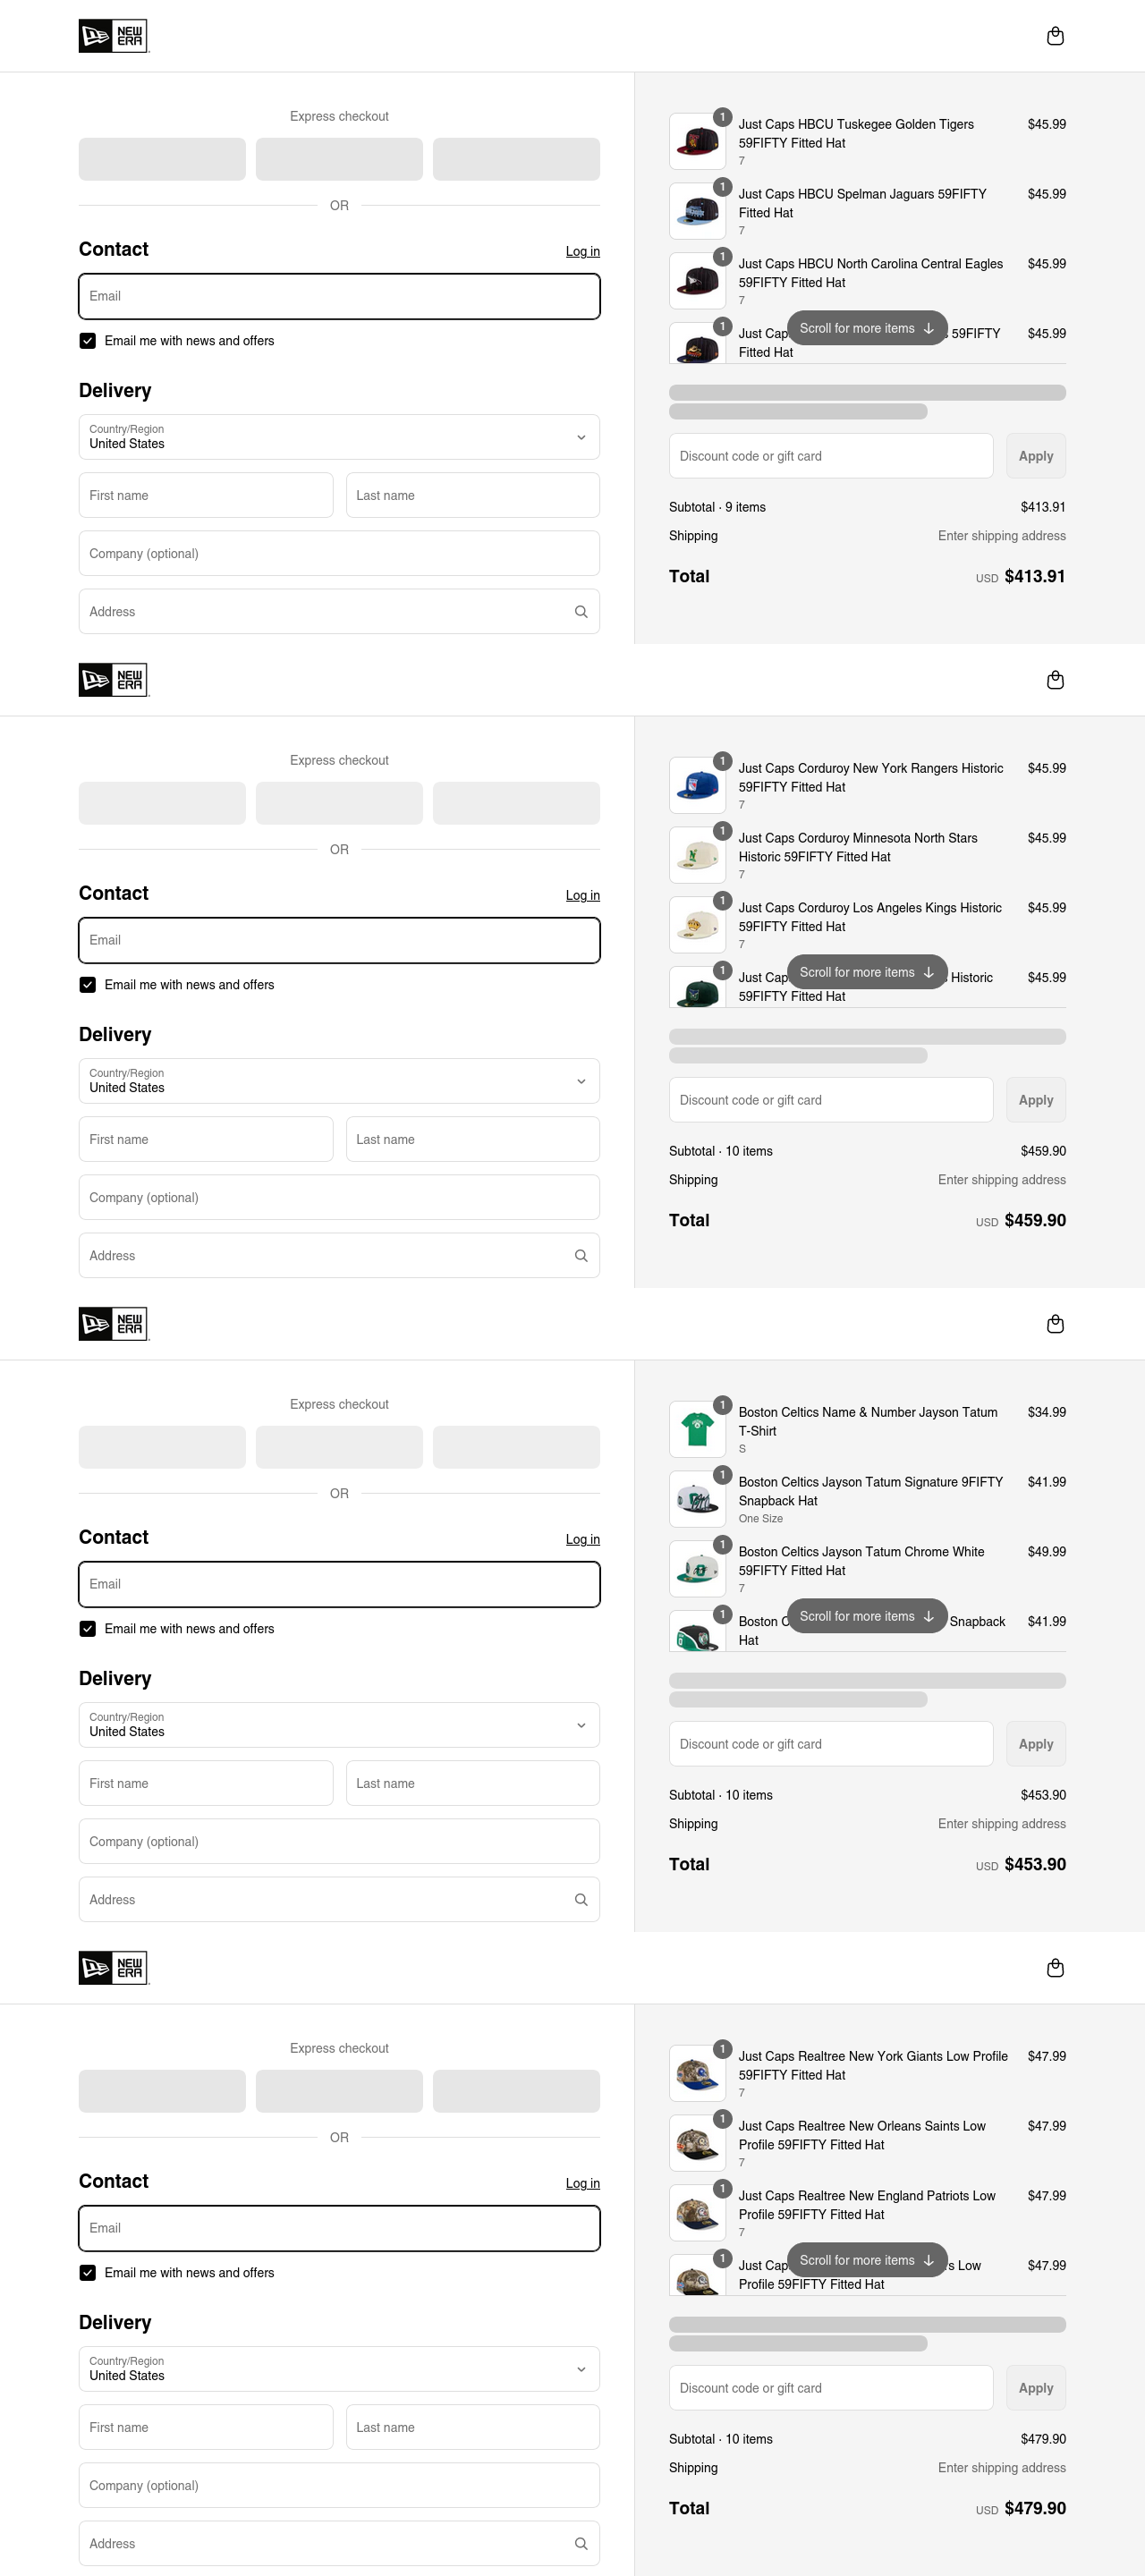 NEW
ERA
Express checkout
OR
Contact
Log in
Email
Email me with news and offers
Delivery
Country/Region
United States
First name
Last name
Company (optional)
Address
1
Just Caps HBCU Tuskegee Golden Tigers
59FIFTY Fitted Hat
7
$45.99
1
Just Caps HBCU Spelman Jaguars 59FIFTY
Fitted Hat
7
$45.99
1
Just Caps HBCU North Carolina Central Eagles
59FIFTY Fitted Hat
7
$45.99
1
Just Cap
59FIFTY
Fitted Hat
$45.99
Scroll for more items ↓
Discount code or gift card
Apply
Subtotal · 9 items
$413.91
Shipping
Enter shipping address
Total
USD $413.91
NEW
ERA
Express checkout
OR
Contact
Log in
Email
Email me with news and offers
Delivery
Country/Region
United States
First name
Last name
Company (optional)
Address
1
Just Caps Corduroy New York Rangers Historic
59FIFTY Fitted Hat
7
$45.99
1
Just Caps Corduroy Minnesota North Stars
Historic 59FIFTY Fitted Hat
7
$45.99
1
Just Caps Corduroy Los Angeles Kings Historic
59FIFTY Fitted Hat
7
$45.99
1
Just Cap
Historic
59FIFTY Fitted Hat
$45.99
Scroll for more items ↓
Discount code or gift card
Apply
Subtotal · 10 items
$459.90
Shipping
Enter shipping address
Total
USD $459.90
NEW
ERA
Express checkout
OR
Contact
Log in
Email
Email me with news and offers
Delivery
Country/Region
United States
First name
Last name
Company (optional)
Address
1
Boston Celtics Name & Number Jayson Tatum
T-Shirt
S
$34.99
1
Boston Celtics Jayson Tatum Signature 9FIFTY
Snapback Hat
One Size
$41.99
1
Boston Celtics Jayson Tatum Chrome White
59FIFTY Fitted Hat
7
$49.99
1
Boston C
Snapback
Hat
$41.99
Scroll for more items ↓
Discount code or gift card
Apply
Subtotal · 10 items
$453.90
Shipping
Enter shipping address
Total
USD $453.90
NEW
ERA
Express checkout
OR
Contact
Log in
Email
Email me with news and offers
Delivery
Country/Region
United States
First name
Last name
Company (optional)
Address
1
Just Caps Realtree New York Giants Low Profile
59FIFTY Fitted Hat
7
$47.99
1
Just Caps Realtree New Orleans Saints Low
Profile 59FIFTY Fitted Hat
7
$47.99
1
Just Caps Realtree New England Patriots Low
Profile 59FIFTY Fitted Hat
7
$47.99
1
Just Cap
s Low
Profile 59FIFTY Fitted Hat
$47.99
Scroll for more items ↓
Discount code or gift card
Apply
Subtotal · 10 items
$479.90
Shipping
Enter shipping address
Total
USD $479.90